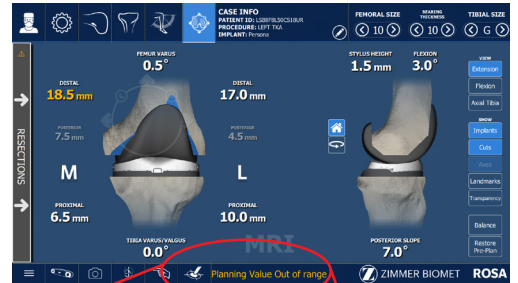 CASE INFO
PATIENT ID: LSBBFBLS0CS18UR
PROCEDURE: LEFT TKA
IMPLANT: Persona
FEMORAL SIZE
10
BEARING THICKNESS
10
TIBIAL SIZE
G
FEMUR VARUS
0.5°
STYLUS HEIGHT
1.5 mm
FLEXION
3.0°
DISTAL
18.5 mm
DISTAL
17.0 mm
POSTERIOR
7.5 mm
POSTERIOR
4.5 mm
RESECTIONS
M
L
PROXIMAL
6.5 mm
PROXIMAL
10.0 mm
TIBIA VARUS/VALGUS
0.0°
MRI
POSTERIOR SLOPE
7.0°
VIEW
Extension
Flexion
Axial Tibia
SHOW
Implants
Cuts
Axes
Landmarks
Transparency
Balance
Restore
Pre-Plan
Planning Value Out of range
ZIMMER BIOMET
ROSA